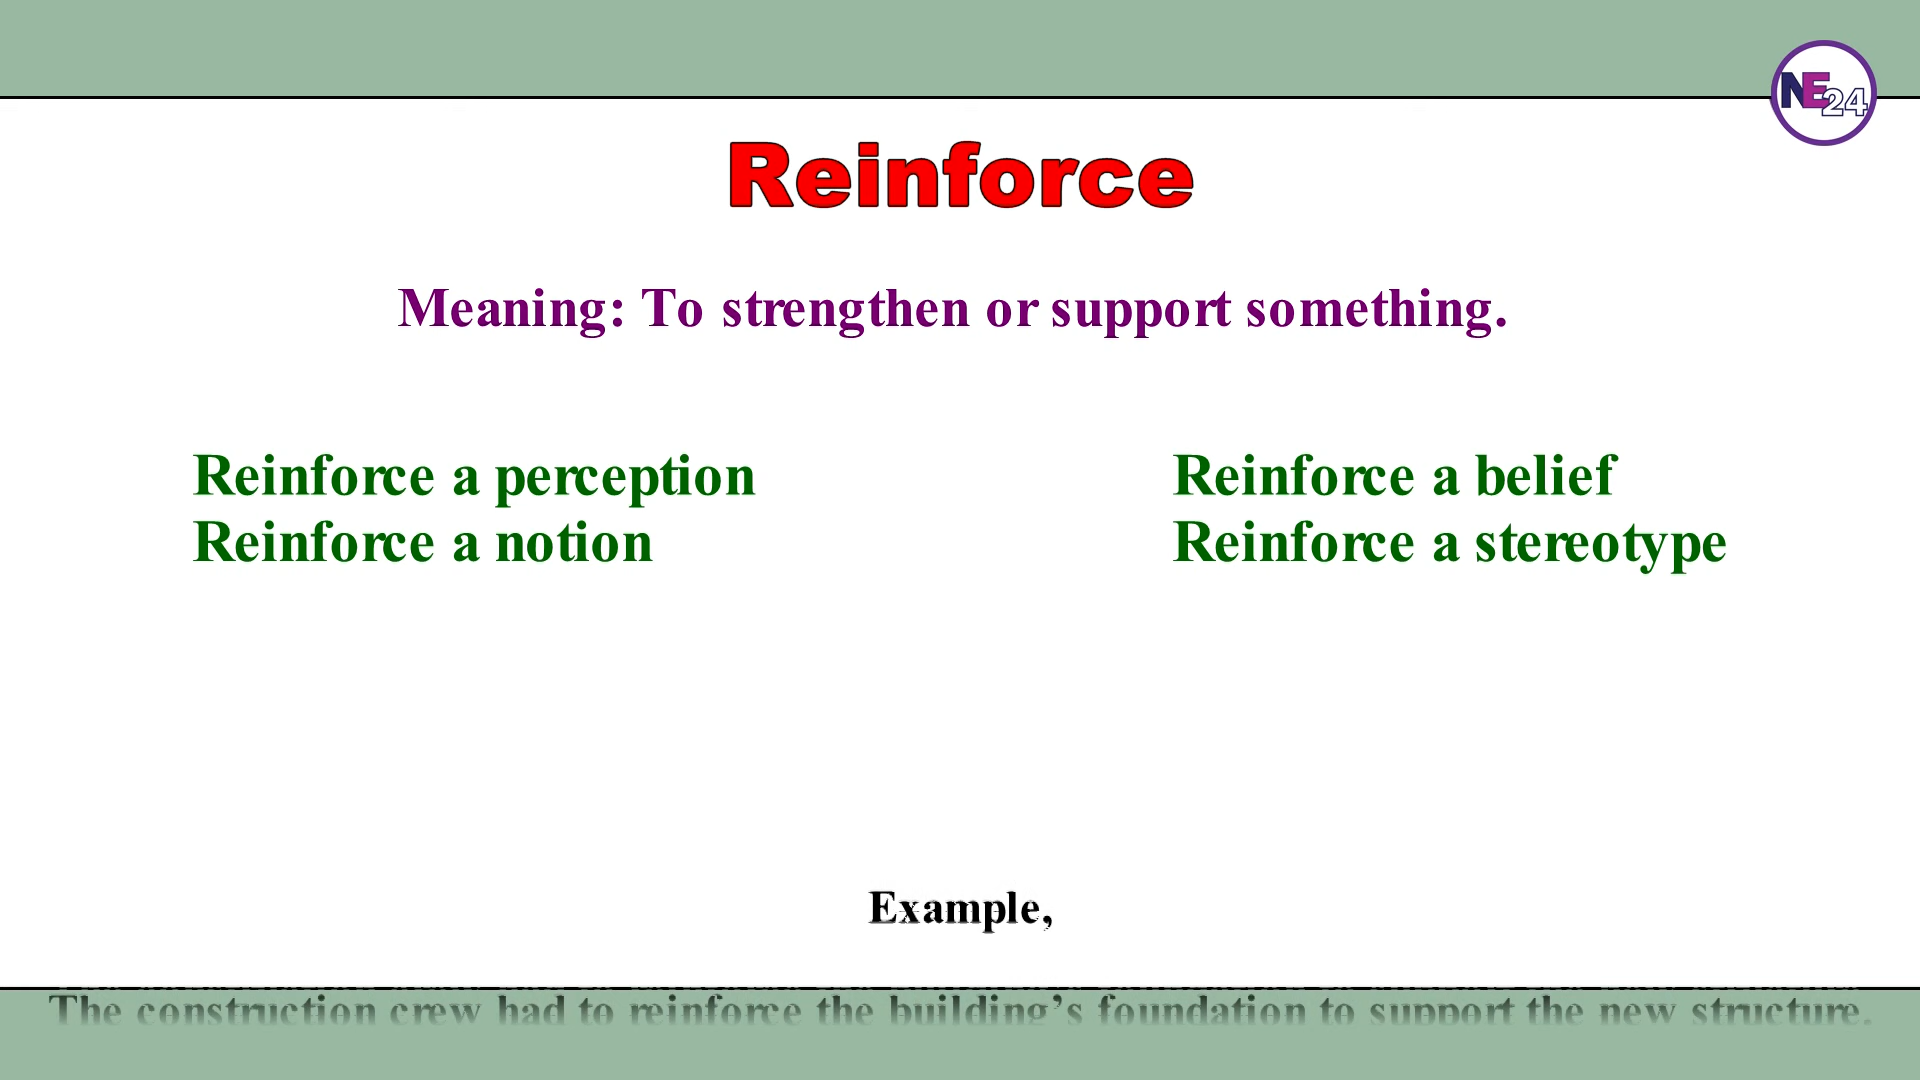 NE24
Reinforce
Meaning: To strengthen or support something.
Reinforce a perception
Reinforce a belief
Reinforce a notion
Reinforce a stereotype
Example,
The construction crew had to reinforce the building’s foundation to support the new structure.